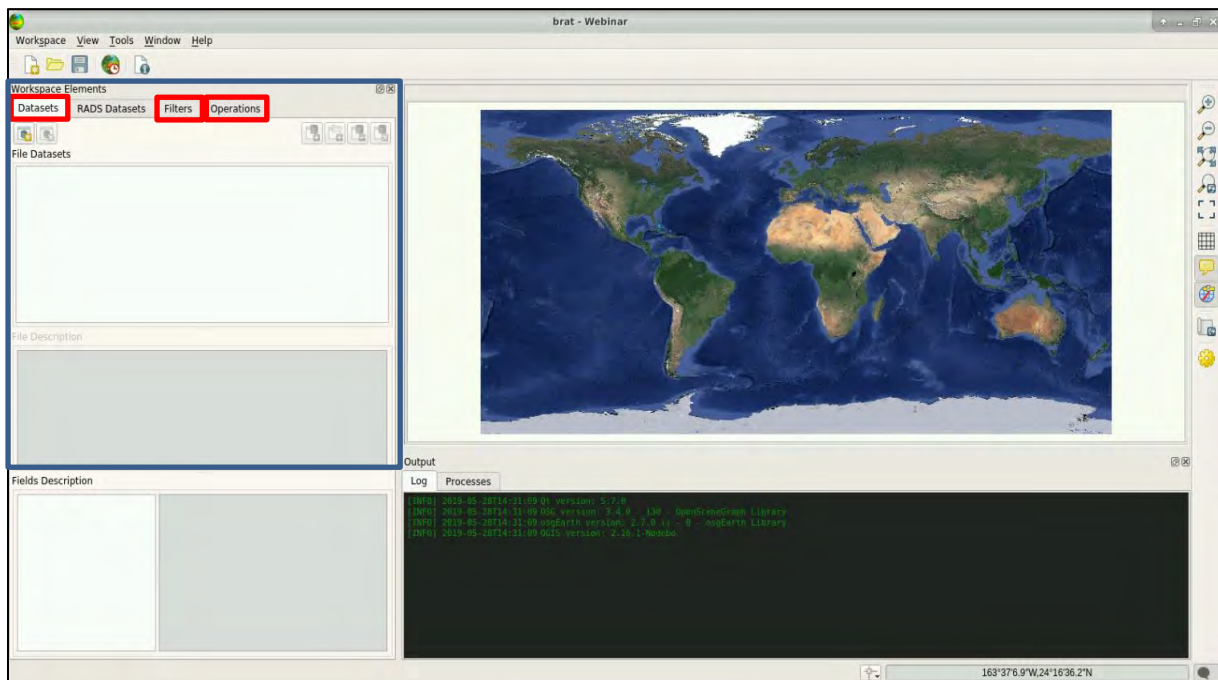 brat - Webinar
Workspace View Tools Window Help
Workspace Elements
Datasets RADS Datasets Filters Operations
File Datasets
File Description
Fields Description
Output
Log Processes
[INFO] 2019-05-28T14:31:09 Qt version: 5.7.0
[INFO] 2019-05-28T14:31:09 OSG version: 3.4.0 - 130 - OpenSceneGraph Library
[INFO] 2019-05-28T14:31:09 osgEarth version: 2.7.0 - 0 - osgEarth Library
[INFO] 2019-05-28T14:31:09 QGIS version: 2.16.1-Nødebo
163°37'6.9"W,24°16'36.2"N